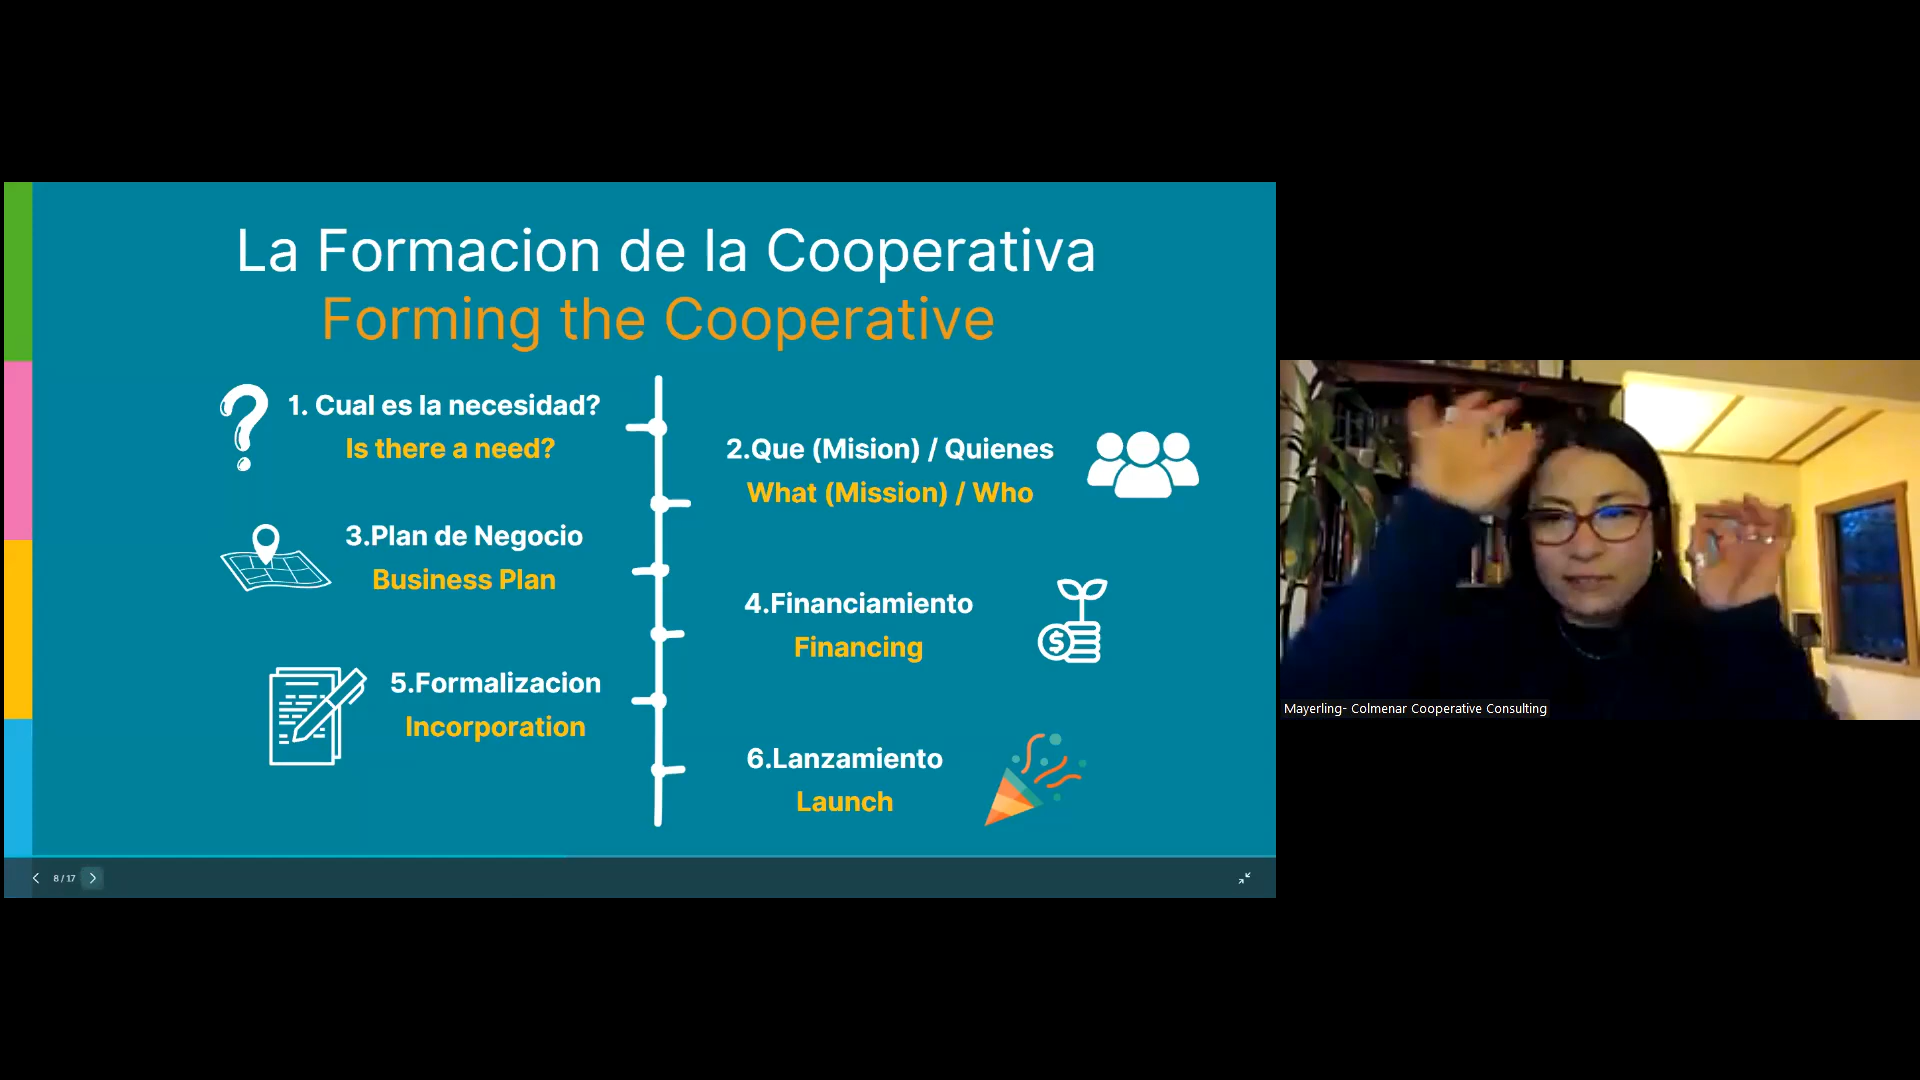 La Formacion de la Cooperativa
Forming the Cooperative
1. Cual es la necesidad?
Is there a need?
2.Que (Mision) / Quienes
What (Mission) / Who
3.Plan de Negocio
Business Plan
4.Financiamiento
Financing
$
5.Formalizacion
Incorporation
6.Lanzamiento
Launch
8 / 17
Mayerling- Colmenar Cooperative Consulting